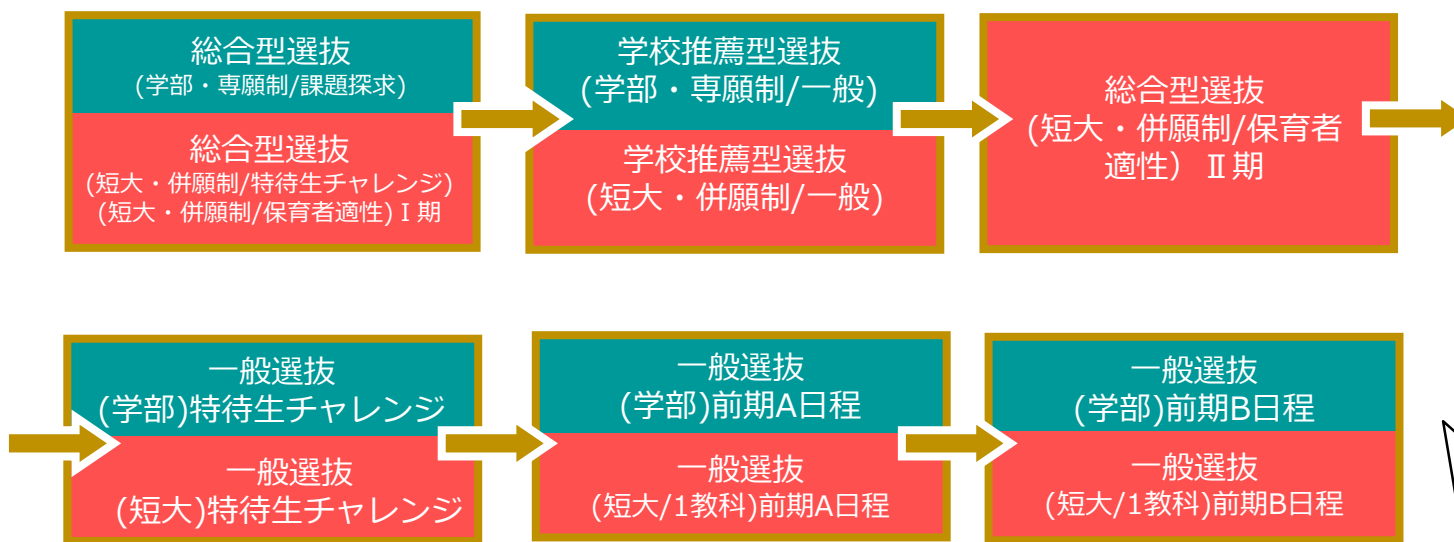 総合型選抜
(学部・専願制/課題探求)
総合型選抜
(短大・併願制/特待生チャレンジ)
(短大・併願制/保育者適性)Ⅰ期
学校推薦型選抜
(学部・専願制/一般)
学校推薦型選抜
(短大・併願制/一般)
総合型選抜
(短大・併願制/保育者
適性） Ⅱ期
一般選抜
(学部)特待生チャレンジ
一般選抜
(短大)特待生チャレンジ
一般選抜
(学部)前期A日程
一般選抜
(短大/1教科)前期A日程
一般選抜
(学部)前期B日程
一般選抜
(短大/1教科)前期B日程